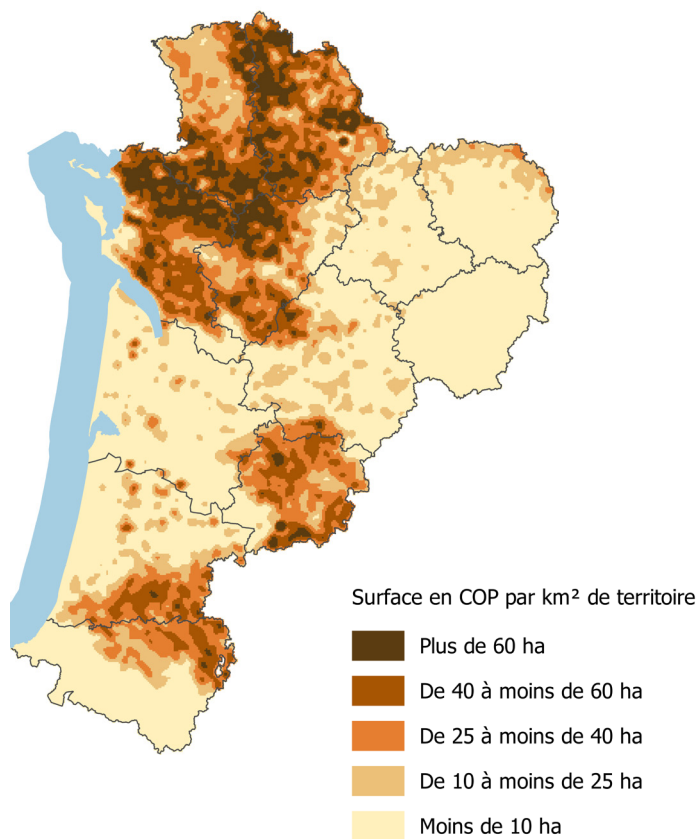 Surface en COP par km² de territoire
Plus de 60 ha
De 40 à moins de 60 ha
De 25 à moins de 40 ha
De 10 à moins de 25 ha
Moins de 10 ha